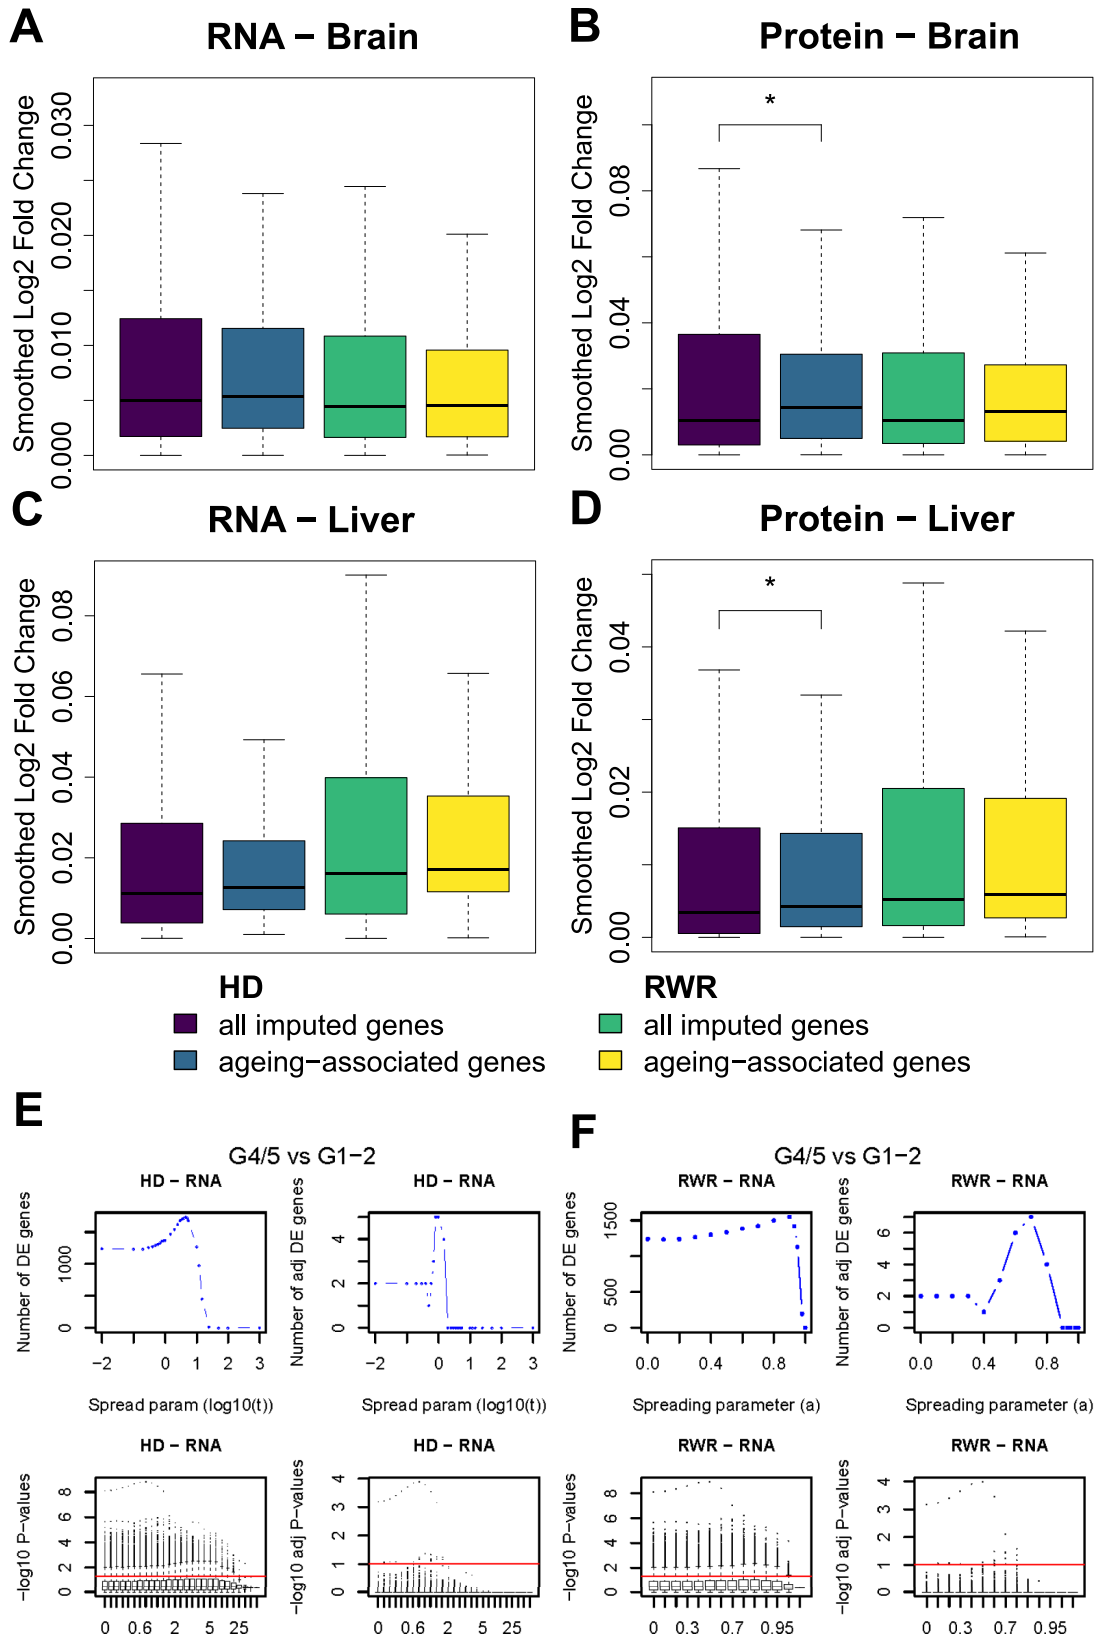 A
RNA − Brain
Smoothed Log2 Fold Change
0.000
0.010
0.020
0.030
B
Protein − Brain
Smoothed Log2 Fold Change
0.00
0.04
0.08
*
C
RNA − Liver
Smoothed Log2 Fold Change
0.00
0.02
0.04
0.06
0.08
D
Protein − Liver
Smoothed Log2 Fold Change
0.00
0.02
0.04
*
HD
all imputed genes
ageing−associated genes
RWR
all imputed genes
ageing−associated genes
E
G4/5 vs G1−2
HD − RNA
Number of DE genes
0
1000
−2 0 1 2 3
Spread param (log10(t))
HD − RNA
Number of adj DE genes
0
2
4
−2 0 1 2 3
Spread param (log10(t))
HD − RNA
−log10 P−values
0
2
4
6
8
0 0.6 2 5 25
HD − RNA
−log10 adj P−values
0
1
2
3
4
0 0.6 2 5 25
F
G4/5 vs G1−2
RWR − RNA
Number of DE genes
0
500
1500
0.0 0.4 0.8
Spreading parameter (a)
RWR − RNA
Number of adj DE genes
0
2
4
6
0.0 0.4 0.8
Spreading parameter (a)
RWR − RNA
−log10 P−values
0
2
4
6
8
0 0.3 0.7 0.95
RWR − RNA
−log10 adj P−values
0
1
2
3
4
0 0.3 0.7 0.95